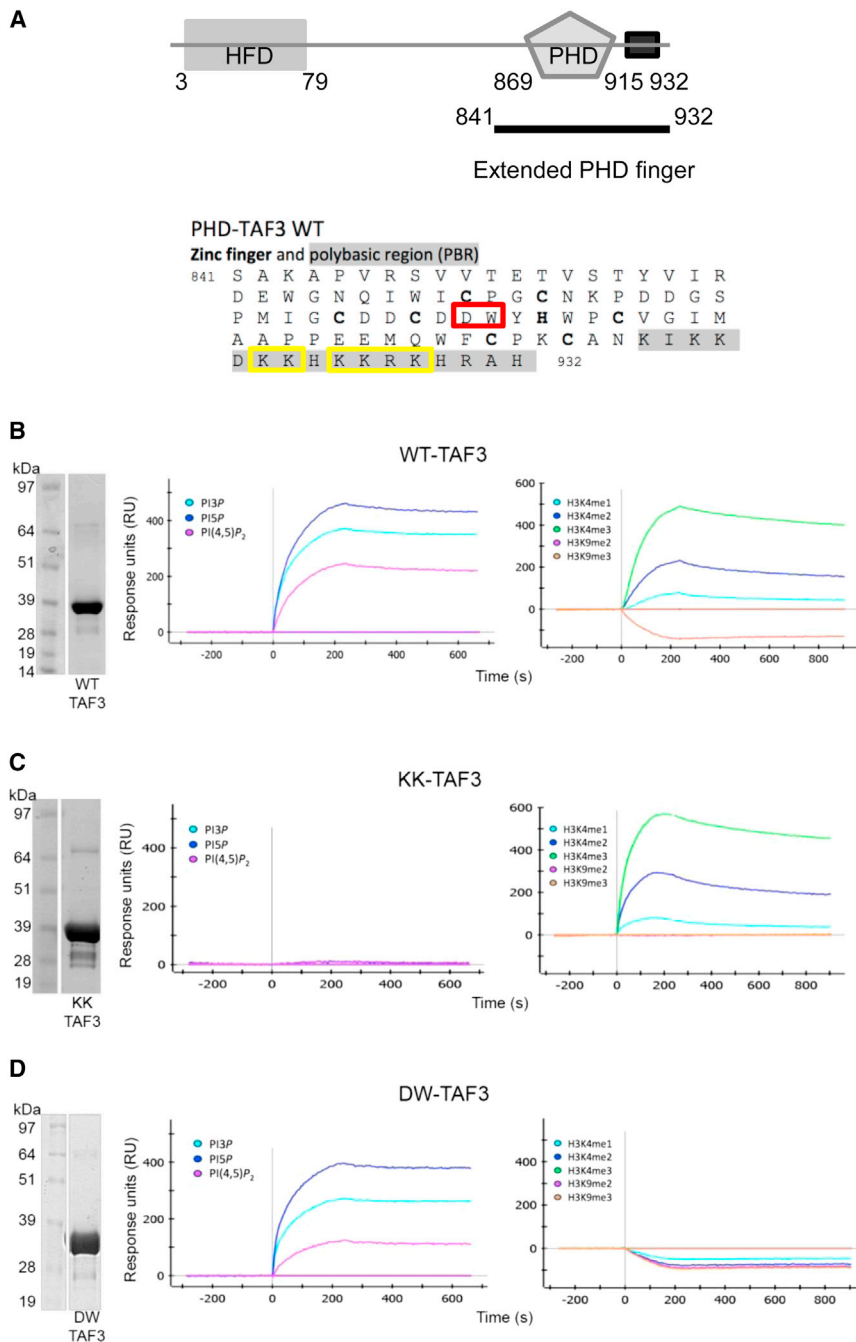 A
HFD
PHD
3 79 869 915 932
841 932
Extended PHD finger
PHD-TAF3 WT
Zinc finger and polybasic region (PBR)
841 S A K A P V R S V V T E T V S T Y V I R
D E W G N Q I W I C P G C N K P D D G S
P M I G C D D C D D W Y H W P C V G I M
A A P P E E M Q W F C P K C A N K I K K
D K K H K K R K H R A H 932
B
WT-TAF3
kDa
97
64
51
39
28
19
14
WT
TAF3
Response units (RU)
400
200
0
PI3P
PI5P
PI(4,5)P2
-200 0 200 400 600
600
400
200
0
-200
H3K4me1
H3K4me2
H3K4me3
H3K9me2
H3K9me3
-200 0 200 400 600 800
Time (s)
C
KK-TAF3
kDa
97
64
51
39
28
19
KK
TAF3
Response units (RU)
400
200
0
PI3P
PI5P
PI(4,5)P2
-200 0 200 400 600
600
400
200
0
H3K4me1
H3K4me2
H3K4me3
H3K9me2
H3K9me3
-200 0 200 400 600 800
Time (s)
D
DW-TAF3
kDa
97
64
51
39
28
19
DW
TAF3
Response units (RU)
400
200
0
PI3P
PI5P
PI(4,5)P2
-200 0 200 400 600
400
200
0
-200
H3K4me1
H3K4me2
H3K4me3
H3K9me2
H3K9me3
-200 0 200 400 600 800
Time (s)